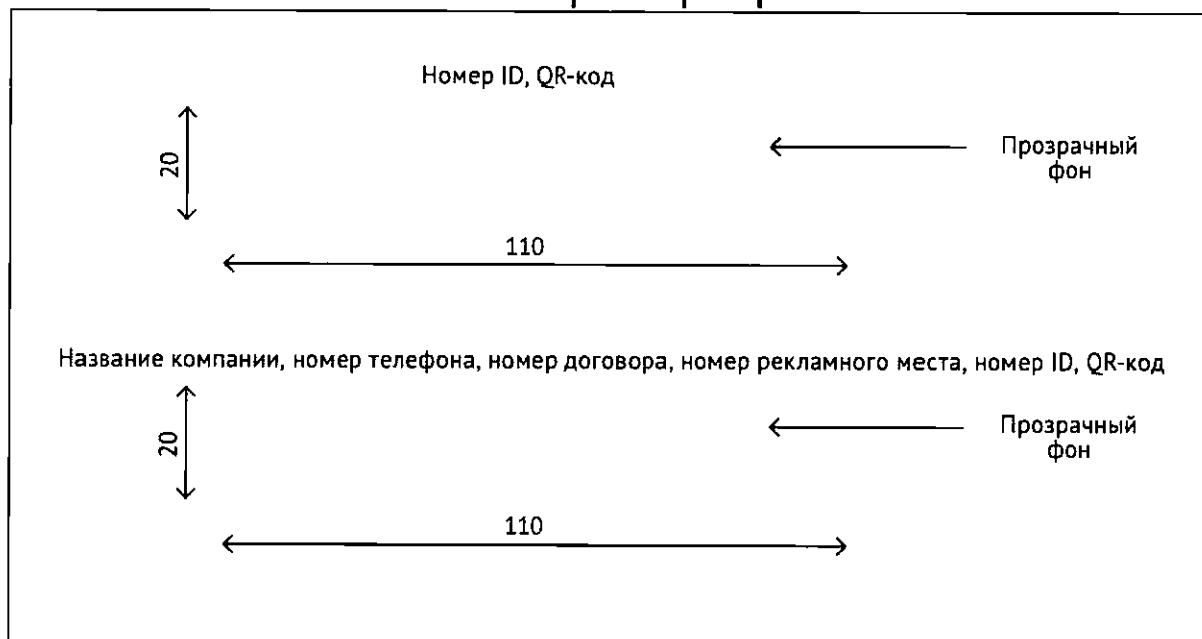 Номер ID, QR-код
20
Прозрачный
фон
110
Название компании, номер телефона, номер договора, номер рекламного места, номер ID, QR-код
20
Прозрачный
фон
110